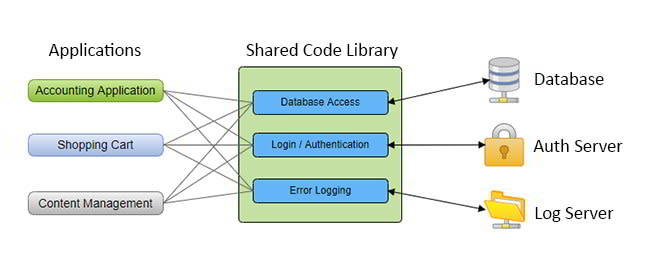 Applications
Shared Code Library
Accounting Application
Shopping Cart
Content Management
Database Access
Login / Authentication
Error Logging
Database
Auth Server
Log Server